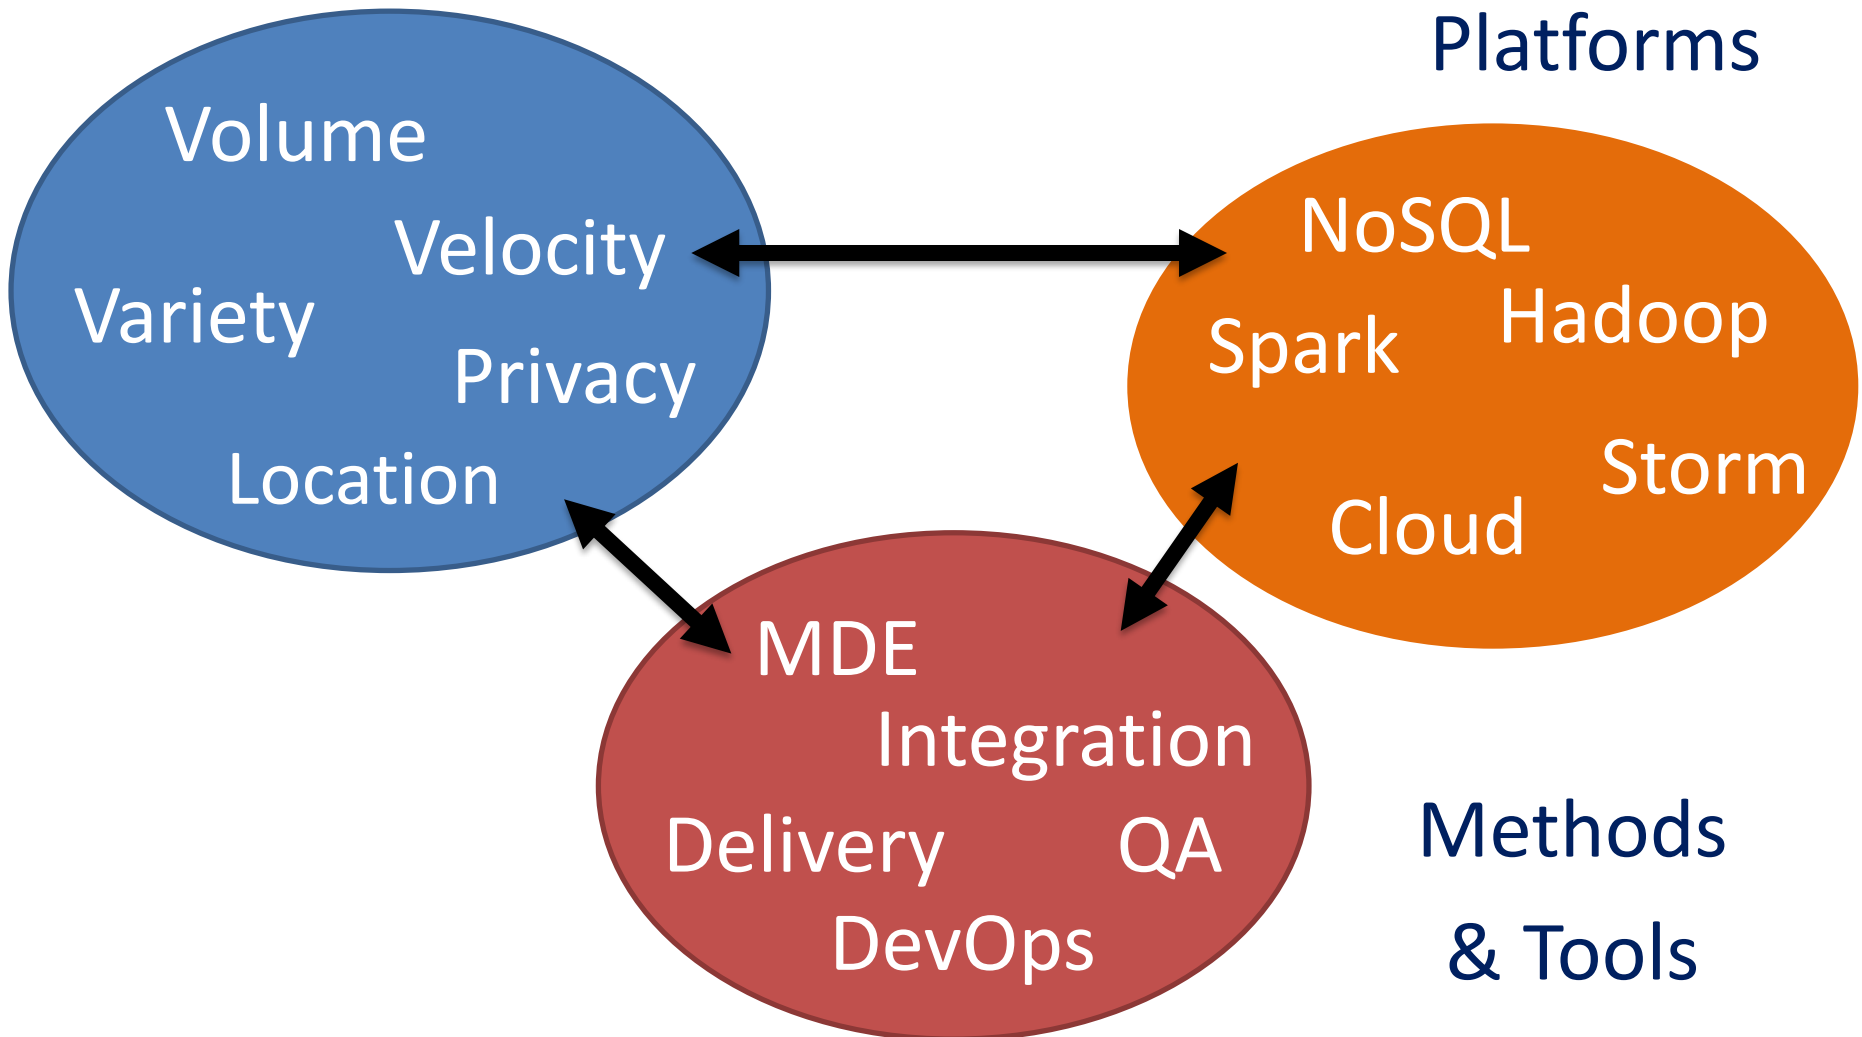 Platforms
Volume
Velocity
Variety
Privacy
Location
NoSQL
Hadoop
Spark
Storm
Cloud
MDE
Integration
Delivery
QA
DevOps
Methods
& Tools